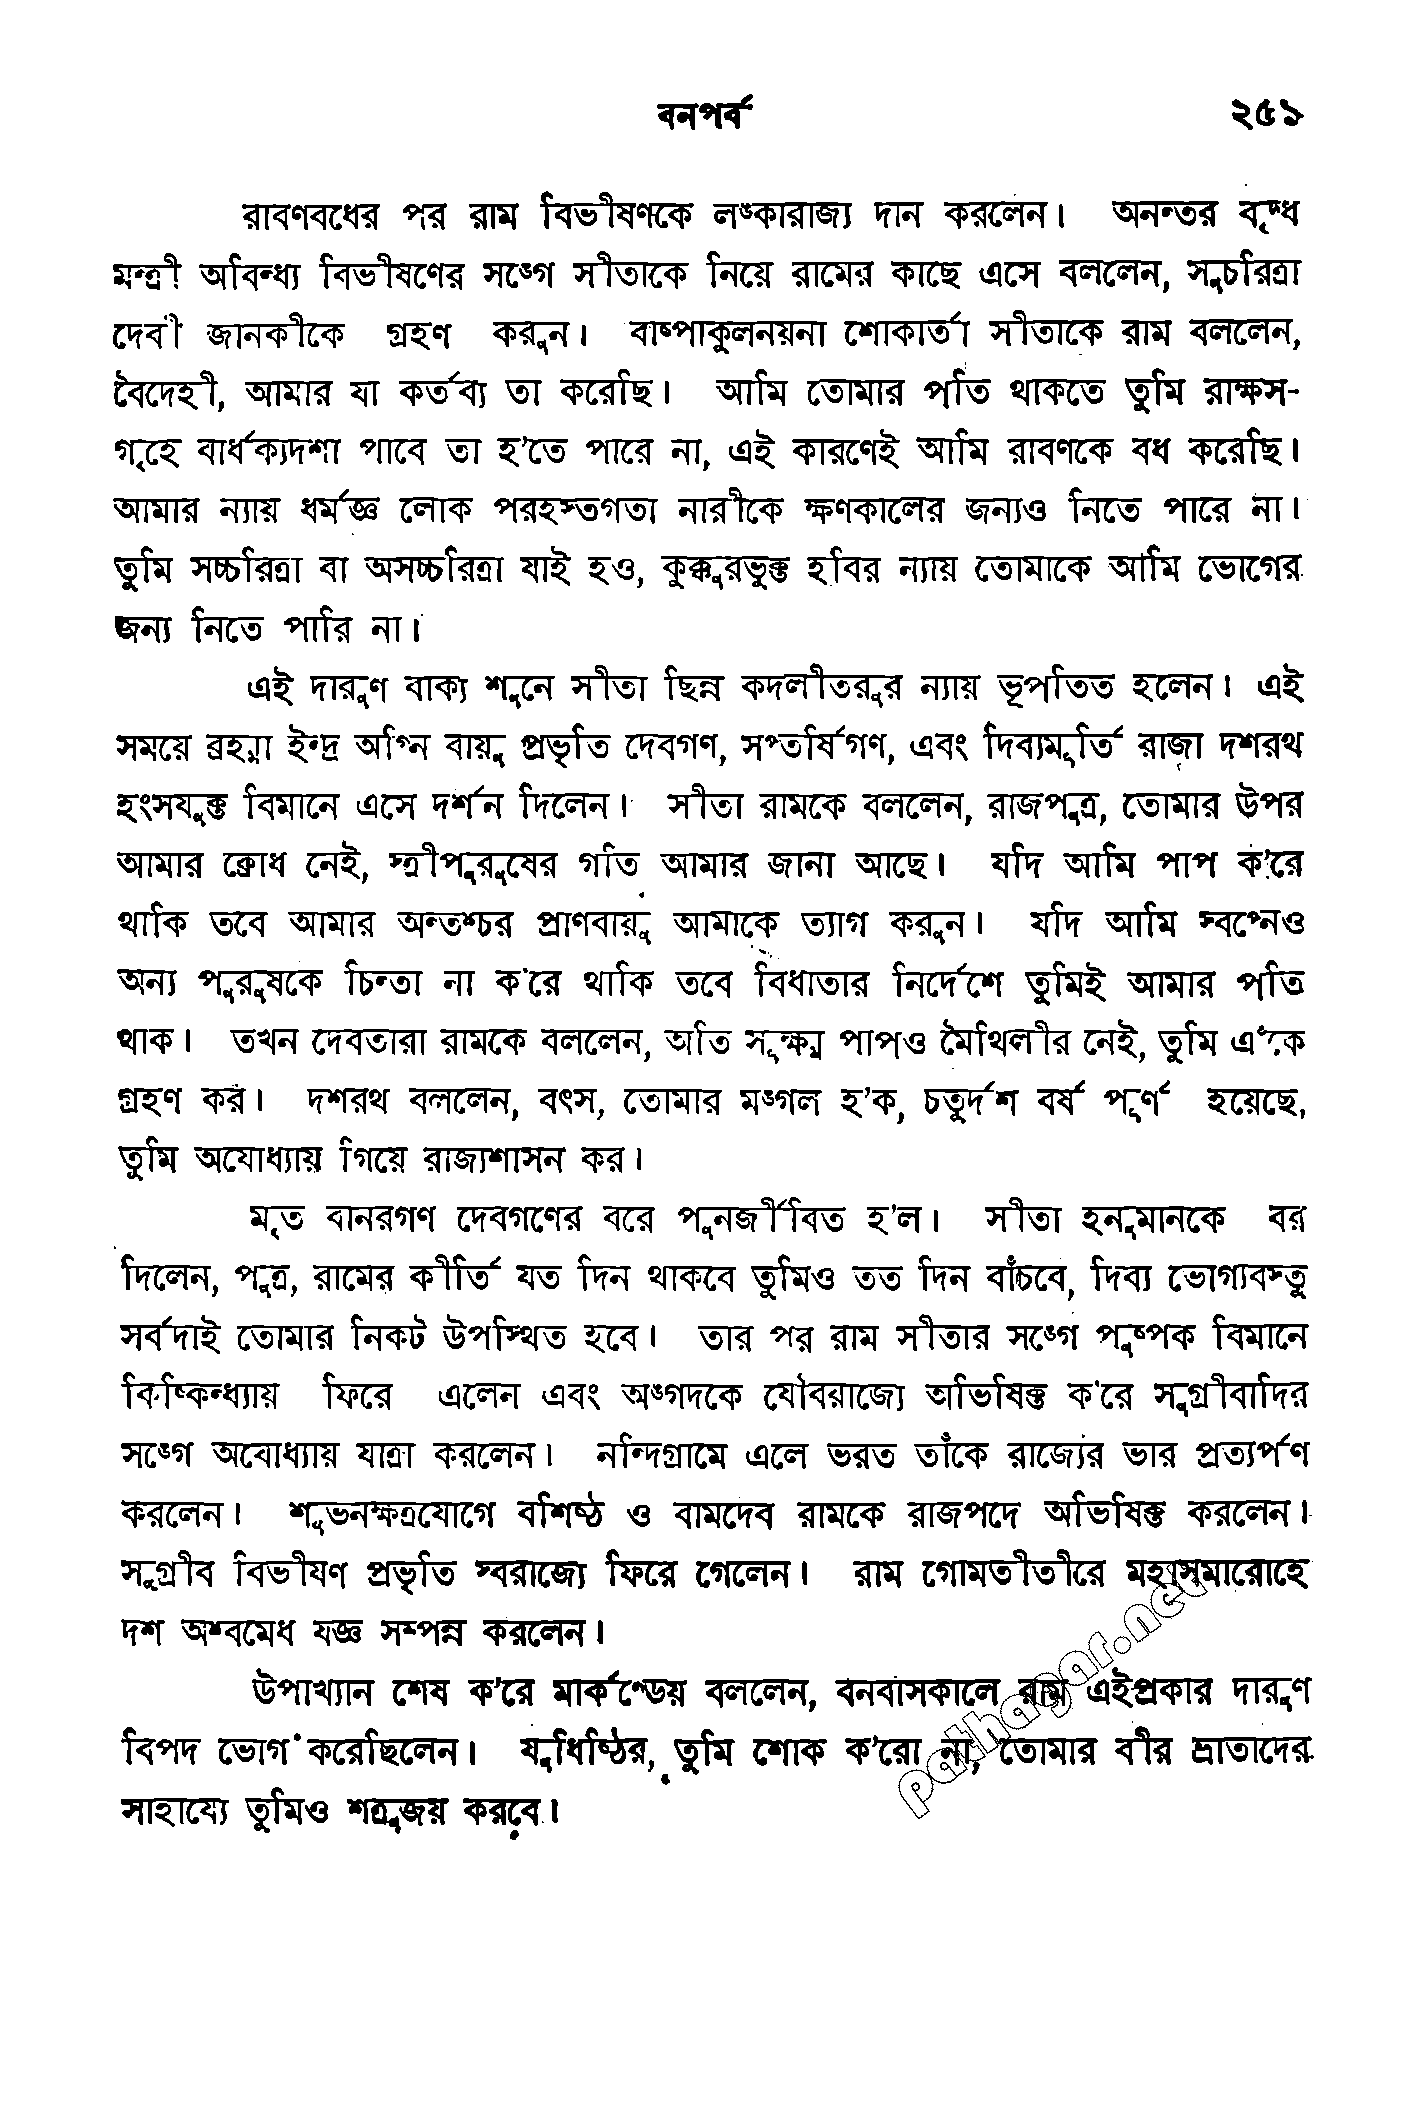 বনপর্ব ২৫১
রাবণবধের পর রাম বিভীষণকে লঙ্কারাজ্য দান করলেন। অনন্তর বৃদ্ধ
মন্ত্রী অবিন্ধ্য বিভীষণের সঙ্গে সীতাকে নিয়ে রামের কাছে এসে বললেন, সুচরিত্রা
দেবী জানকীকে গ্রহণ করুন। বাষ্পাকুলনয়না শোকার্তা সীতাকে রাম বললেন,
বৈদেহী, আমার যা কর্তব্য তা করেছি। আমি তোমার পতি থাকতে তুমি রাক্ষস-
গৃহে বার্ধক্যদশা পাবে তা হ'তে পারে না, এই কারণেই আমি রাবণকে বধ করেছি।
আমার ন্যায় ধর্মজ্ঞ লোক পরহস্তগতা নারীকে ক্ষণকালের জন্যও নিতে পারে না।
তুমি সচ্চরিত্রা বা অসচ্চরিত্রা যাই হও, কুক্কুরভুক্ত হবির ন্যায় তোমাকে আমি ভোগের
জন্য নিতে পারি না।
এই দারুণ বাক্য শুনে সীতা ছিন্ন কদলীতরুর ন্যায় ভূপতিত হলেন। এই
সময়ে ব্রহ্মা ইন্দ্র অগ্নি বায়ু প্রভৃতি দেবগণ, সপ্তর্ষিগণ, এবং দিব্যমূর্তি রাজা দশরথ
হংসযুক্ত বিমানে এসে দর্শন দিলেন। সীতা রামকে বললেন, রাজপুত্র, তোমার উপর
আমার ক্রোধ নেই, স্ত্রীপুরুষের গতি আমার জানা আছে। যদি আমি পাপ ক'রে
থাকি তবে আমার অন্তশ্চর প্রাণবায়ু আমাকে ত্যাগ করুন। যদি আমি স্বপ্নেও
অন্য পুরুষকে চিন্তা না ক'রে থাকি তবে বিধাতার নির্দেশে তুমিই আমার পতি
থাক। তখন দেবতারা রামকে বললেন, অতি সূক্ষ্ম পাপও মৈথিলীর নেই, তুমি এঁকে
গ্রহণ কর। দশরথ বললেন, বৎস, তোমার মঙ্গল হ'ক, চতুর্দশ বর্ষ পূর্ণ হয়েছে,
তুমি অযোধ্যায় গিয়ে রাজ্যশাসন কর।
মৃত বানরগণ দেবগণের বরে পুনর্জীবিত হ'ল। সীতা হনুমানকে বর
দিলেন, পুত্র, রামের কীর্তি যত দিন থাকবে তুমিও তত দিন বাঁচবে, দিব্য ভোগ্যবস্তু
সর্বদাই তোমার নিকট উপস্থিত হবে। তার পর রাম সীতার সঙ্গে পুষ্পক বিমানে
কিষ্কিন্ধ্যায় ফিরে এলেন এবং অঙ্গদকে যৌবরাজ্যে অভিষিক্ত ক'রে সুগ্রীবাদির
সঙ্গে অযোধ্যায় যাত্রা করলেন। নন্দিগ্রামে এলে ভরত তাঁকে রাজ্যের ভার প্রত্যর্পণ
করলেন। শুভনক্ষত্রযোগে বশিষ্ঠ ও বামদেব রামকে রাজপদে অভিষিক্ত করলেন।
সুগ্রীব বিভীষণ প্রভৃতি স্বরাজ্যে ফিরে গেলেন। রাম গোমতীতীরে মহাসমারোহে
দশ অশ্বমেধ যজ্ঞ সম্পন্ন করলেন।
উপাখ্যান শেষ ক'রে মার্কণ্ডেয় বললেন, বনবাসকালে রাম এইপ্রকার দারুণ
বিপদ ভোগ করেছিলেন। যুধিষ্ঠির, তুমি শোক ক'রো না, তোমার বীর ভ্রাতাদের
সাহায্যে তুমিও শত্রুজয় করবে।
pathagar.net